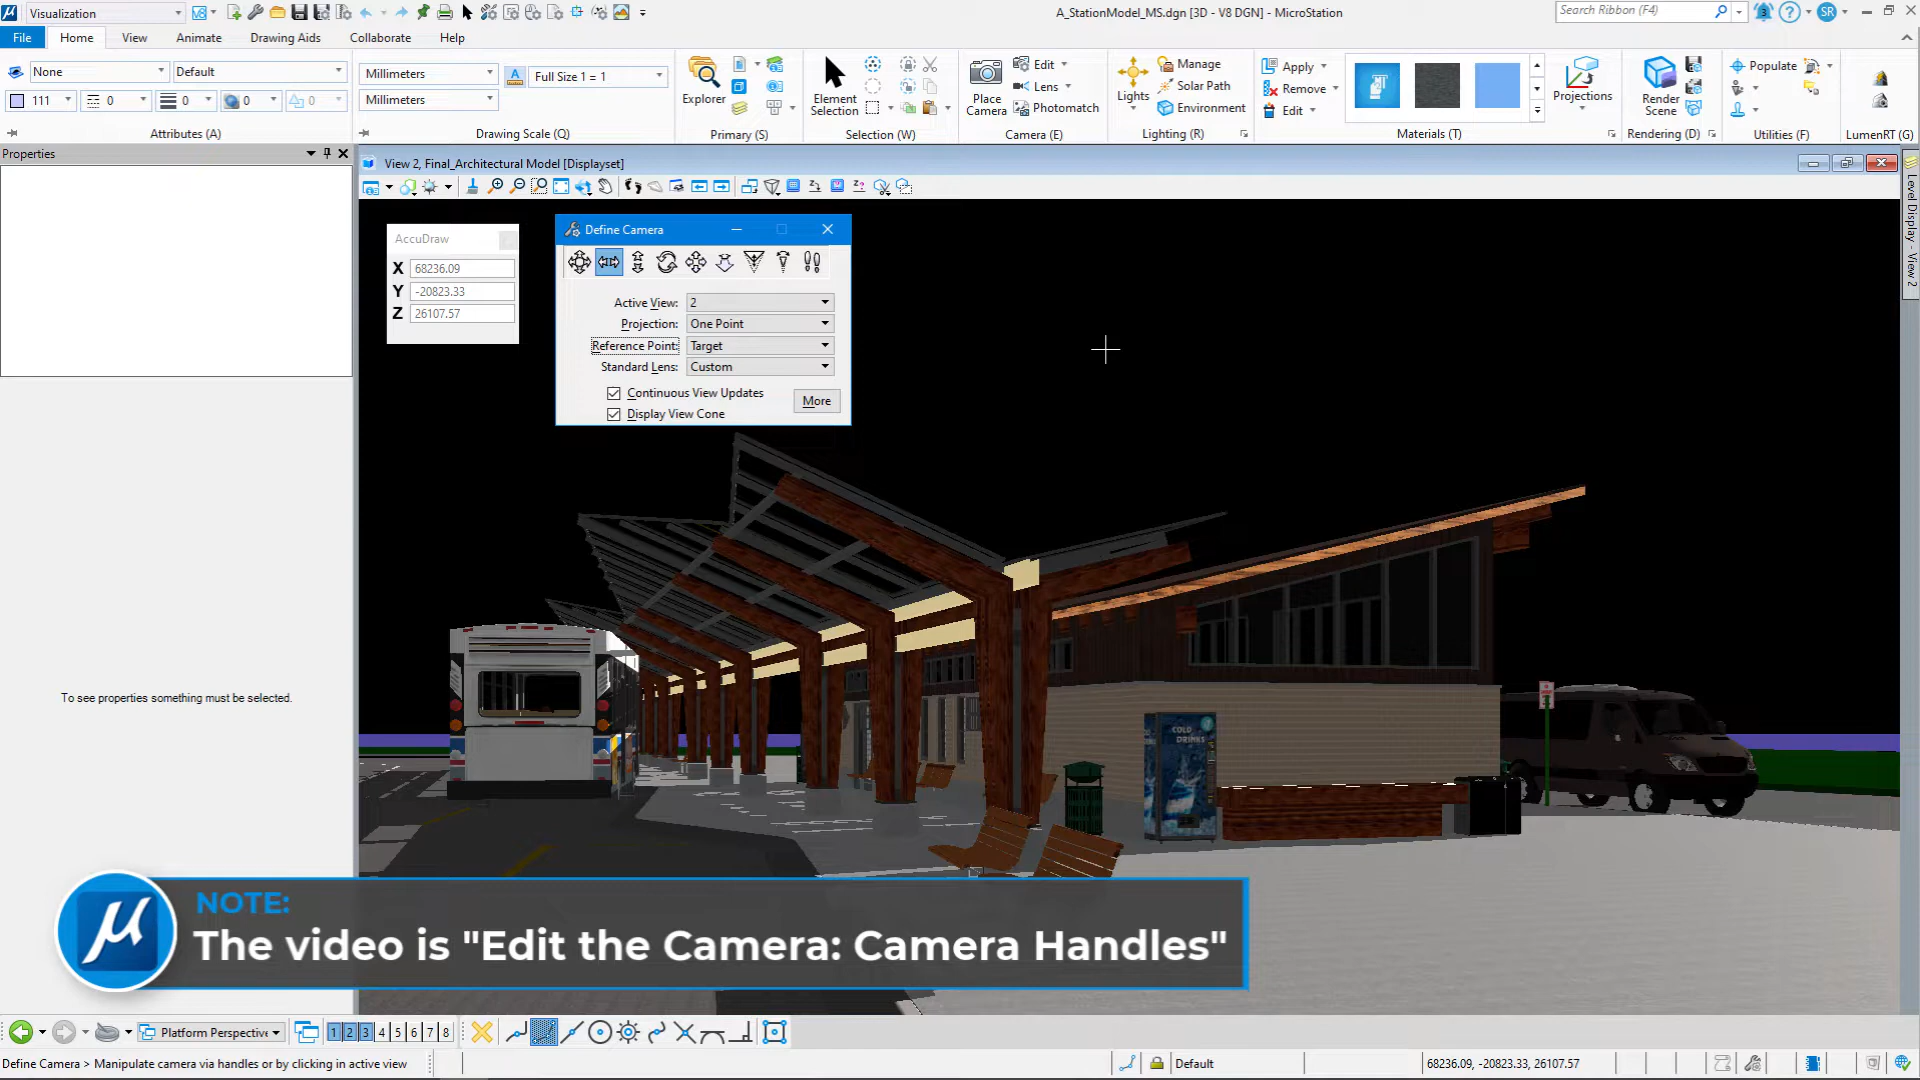 Visualization
A_StationModel_MS.dgn [3D - V8 DGN] - MicroStation
Search Ribbon (F4)
SR
File Home View Animate Drawing Aids Collaborate Help
None Default
111 0 0 0 0
Attributes (A)
Millimeters
Millimeters
Full Size 1 = 1
Drawing Scale (Q)
Explorer
Primary (S)
Element Selection
Selection (W)
Place Camera
Edit
Lens
Photomatch
Camera (E)
Lights
Manage
Solar Path
Environment
Lighting (R)
Apply
Remove
Edit
Materials (T)
Projections
Render Scene
Rendering (D)
Populate
Utilities (F)
LumenRT (G)
Properties
To see properties something must be selected.
View 2, Final_Architectural Model [Displayset]
Level Display - View 2
AccuDraw
X 68236.09
Y -20823.33
Z 26107.57
Define Camera
Active View: 2
Projection: One Point
Reference Point: Target
Standard Lens: Custom
Continuous View Updates
Display View Cone
More
COLD
DRINKS
NOTE:
The video is "Edit the Camera: Camera Handles"
Platform Perspective
1 2 3 4 5 6 7 8
Define Camera > Manipulate camera via handles or by clicking in active view
Default
68236.09, -20823.33, 26107.57